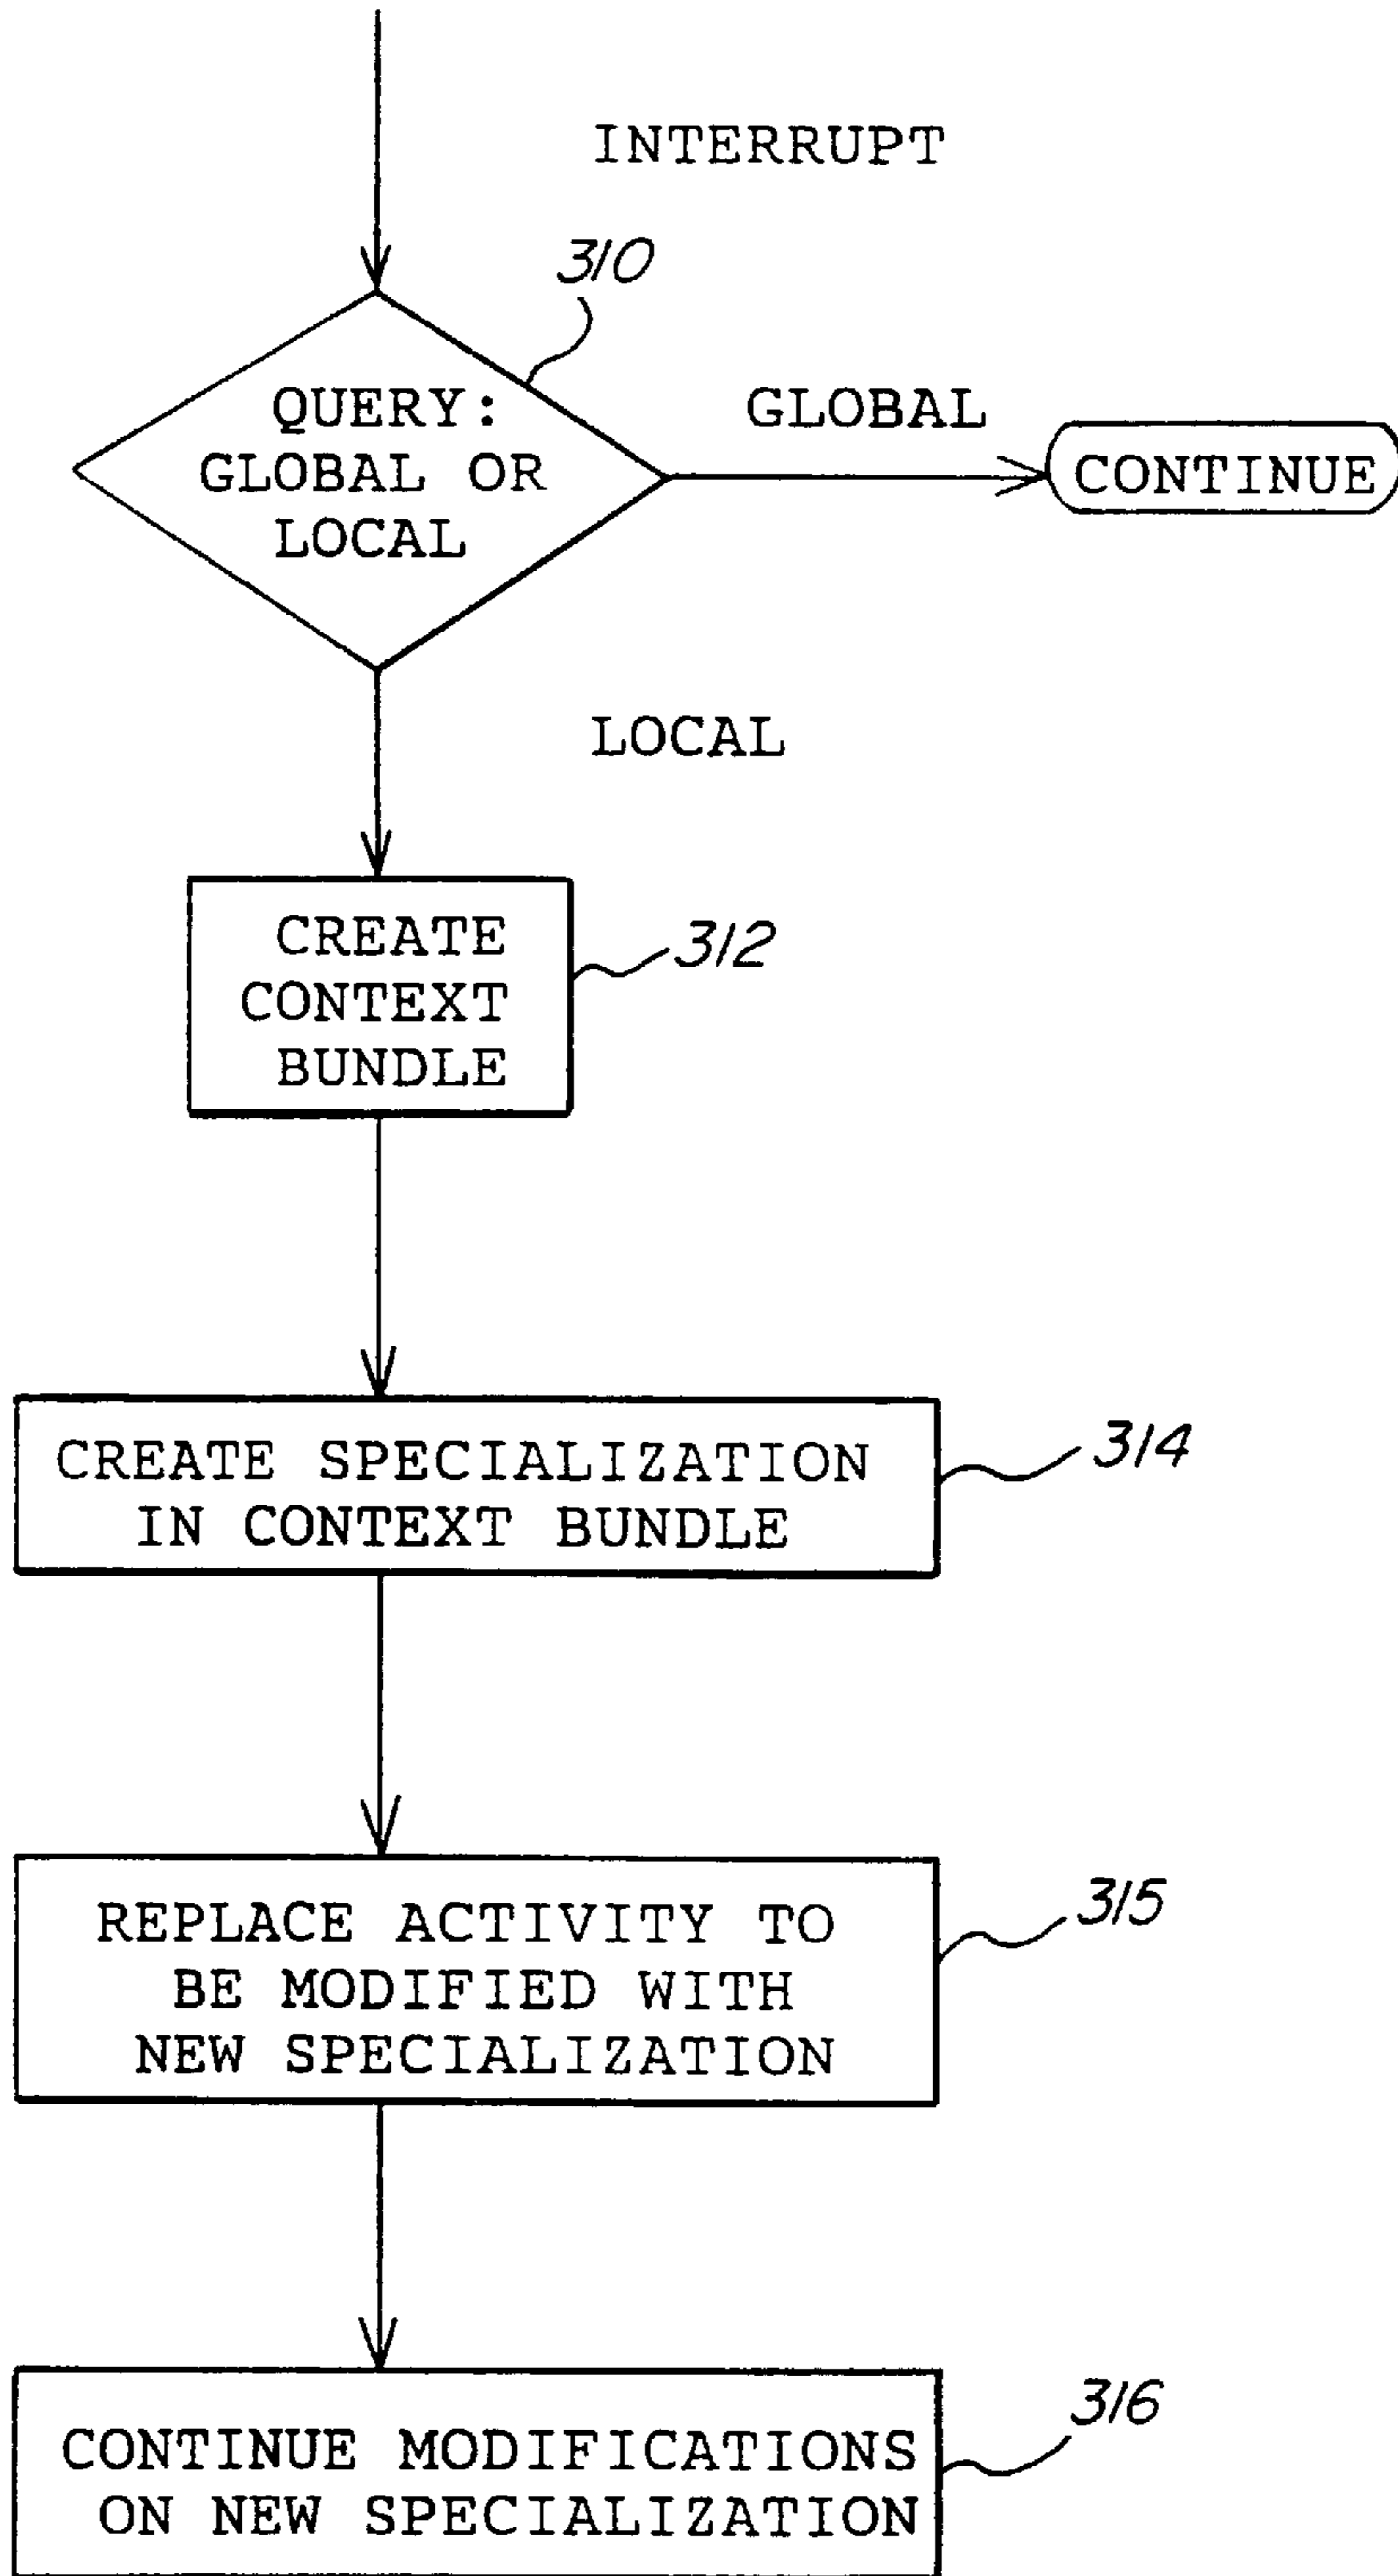 INTERRUPT
310
QUERY:
GLOBAL OR
LOCAL
GLOBAL
CONTINUE
LOCAL
CREATE
CONTEXT
BUNDLE
312
CREATE SPECIALIZATION
IN CONTEXT BUNDLE
314
REPLACE ACTIVITY TO
BE MODIFIED WITH
NEW SPECIALIZATION
315
CONTINUE MODIFICATIONS
ON NEW SPECIALIZATION
316